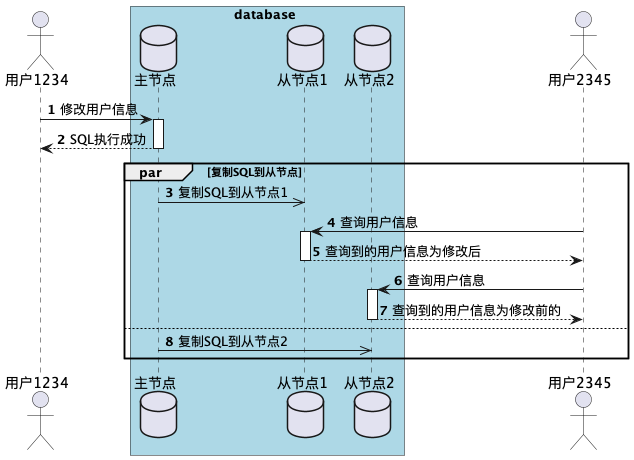 database
用户1234
主节点
从节点1
从节点2
用户2345
1 修改用户信息
2 SQL执行成功
par [复制SQL到从节点]
3 复制SQL到从节点1
4 查询用户信息
5 查询到的用户信息为修改后
6 查询用户信息
7 查询到的用户信息为修改前的
8 复制SQL到从节点2
用户1234
主节点
从节点1
从节点2
用户2345